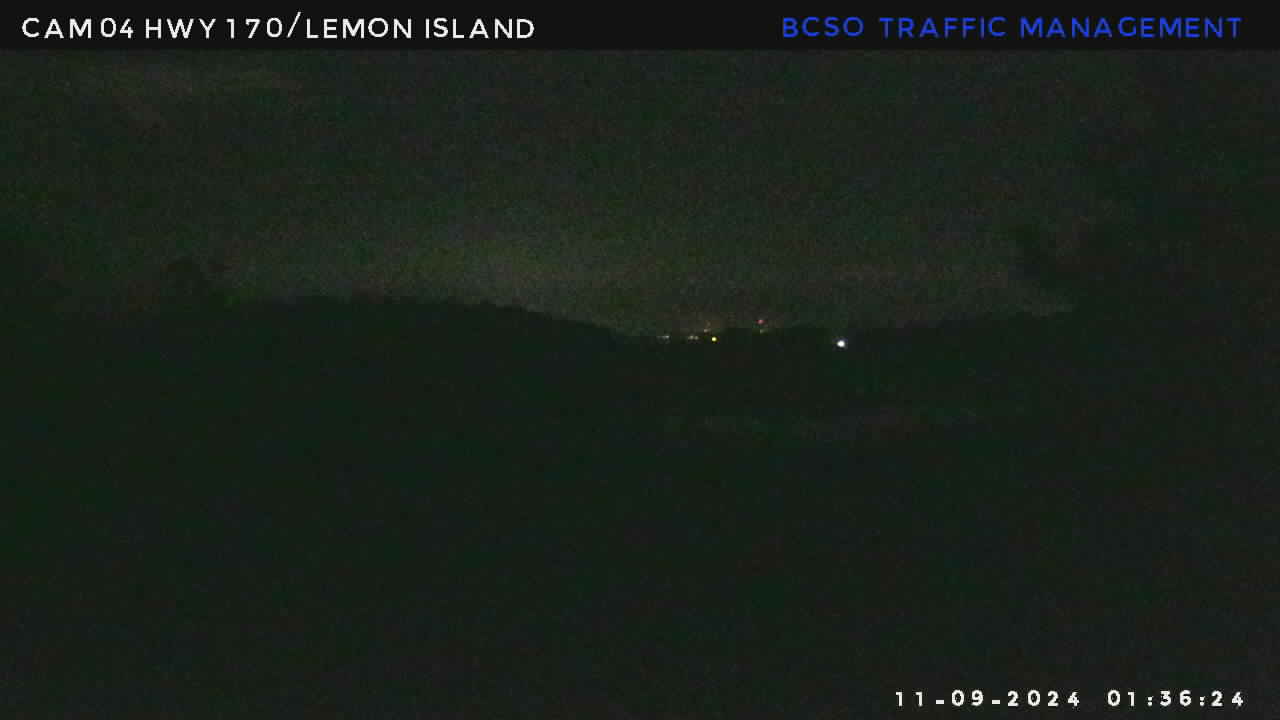 CAM04 HWY 170/LEMON ISLAND
BCSO TRAFFIC MANAGEMENT
11-09-2024 01:36:24